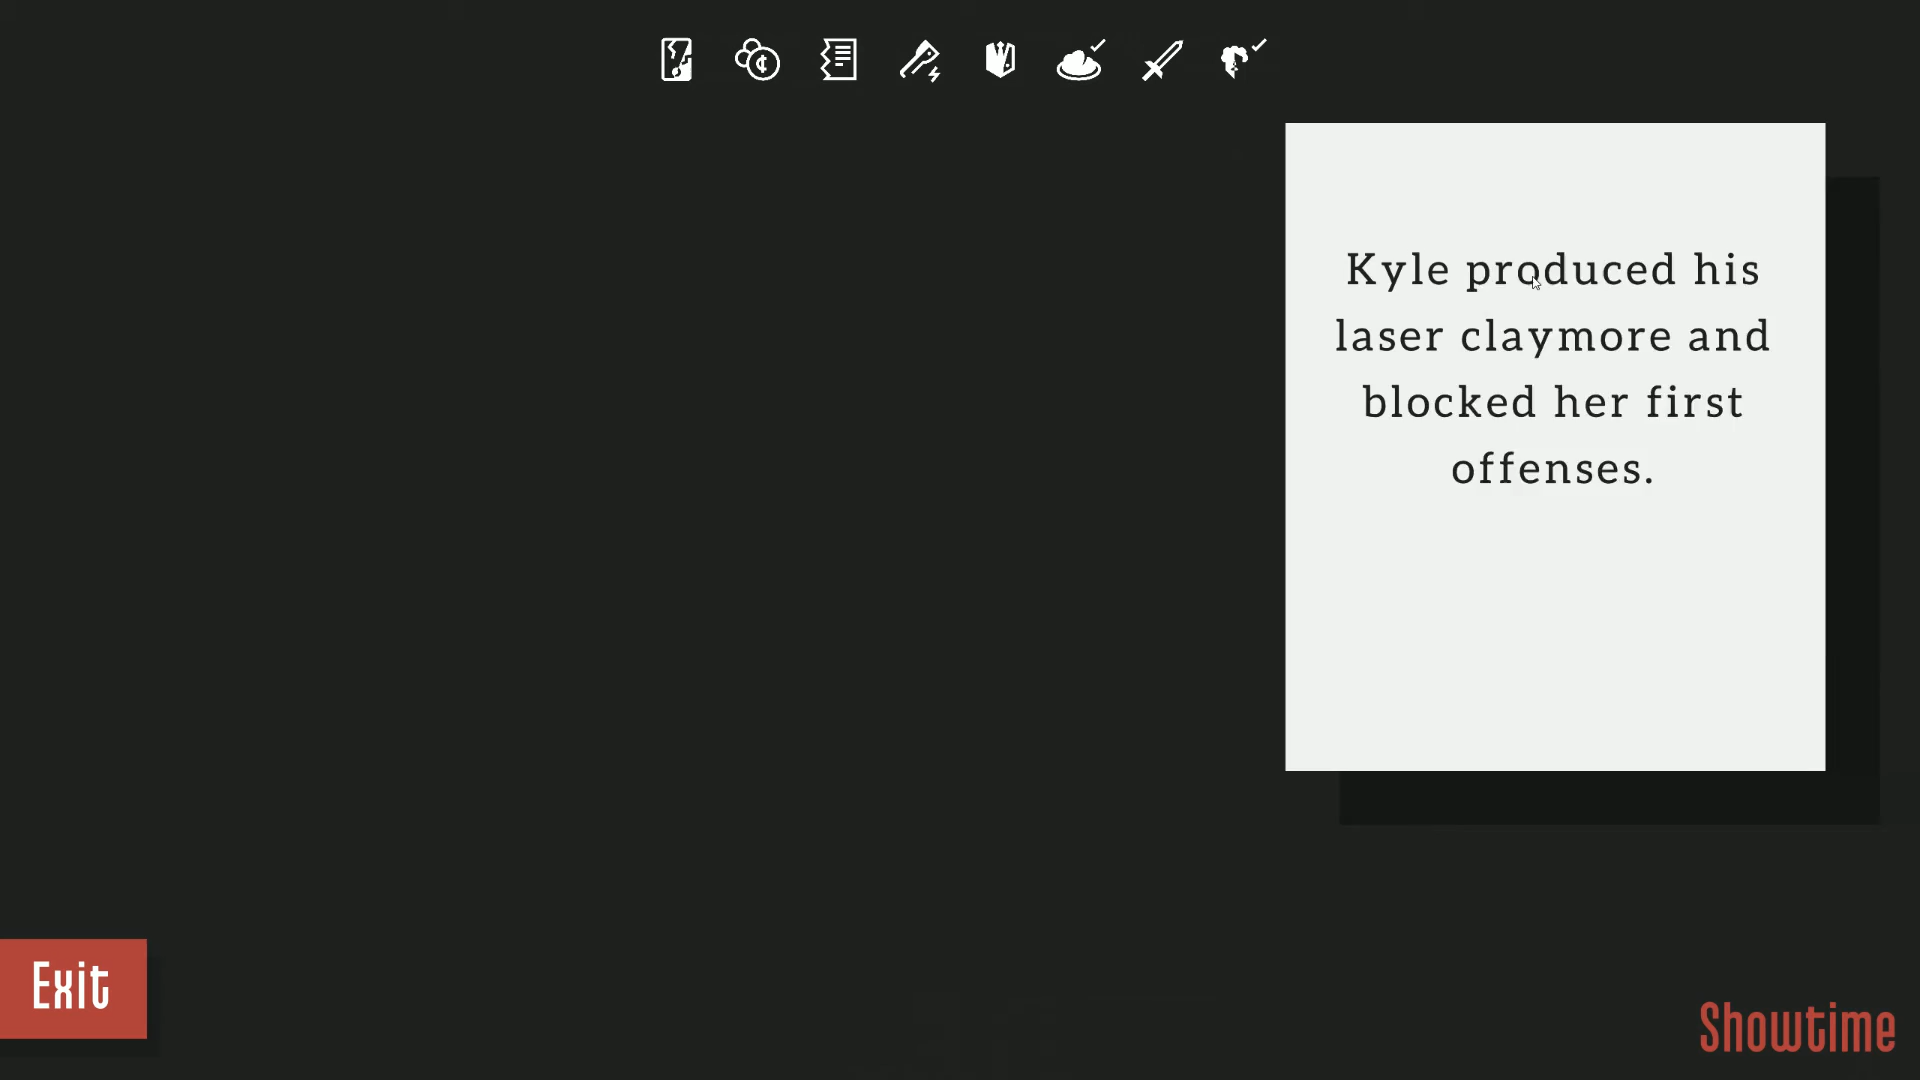 Kyle produced his
laser claymore and
blocked her first
offenses.
Exit
Showtime